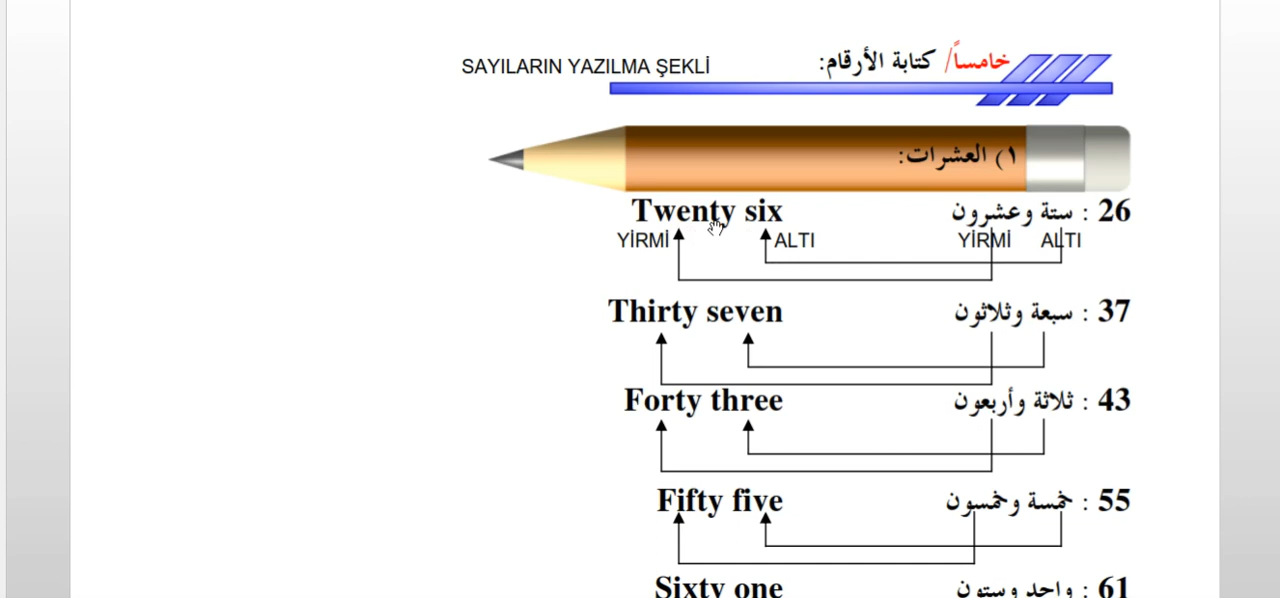 خامساً/ كتابة الأرقام: SAYILARIN YAZILMA ŞEKLİ
١) العشرات:
26 : ستة وعشرون Twenty six
YİRMİ ALTI YİRMİ ALTI
37 : سبعة وثلاثون Thirty seven
43 : ثلاثة وأربعون Forty three
55 : خمسة وخمسون Fifty five
61 : واحد وستون Sixty one